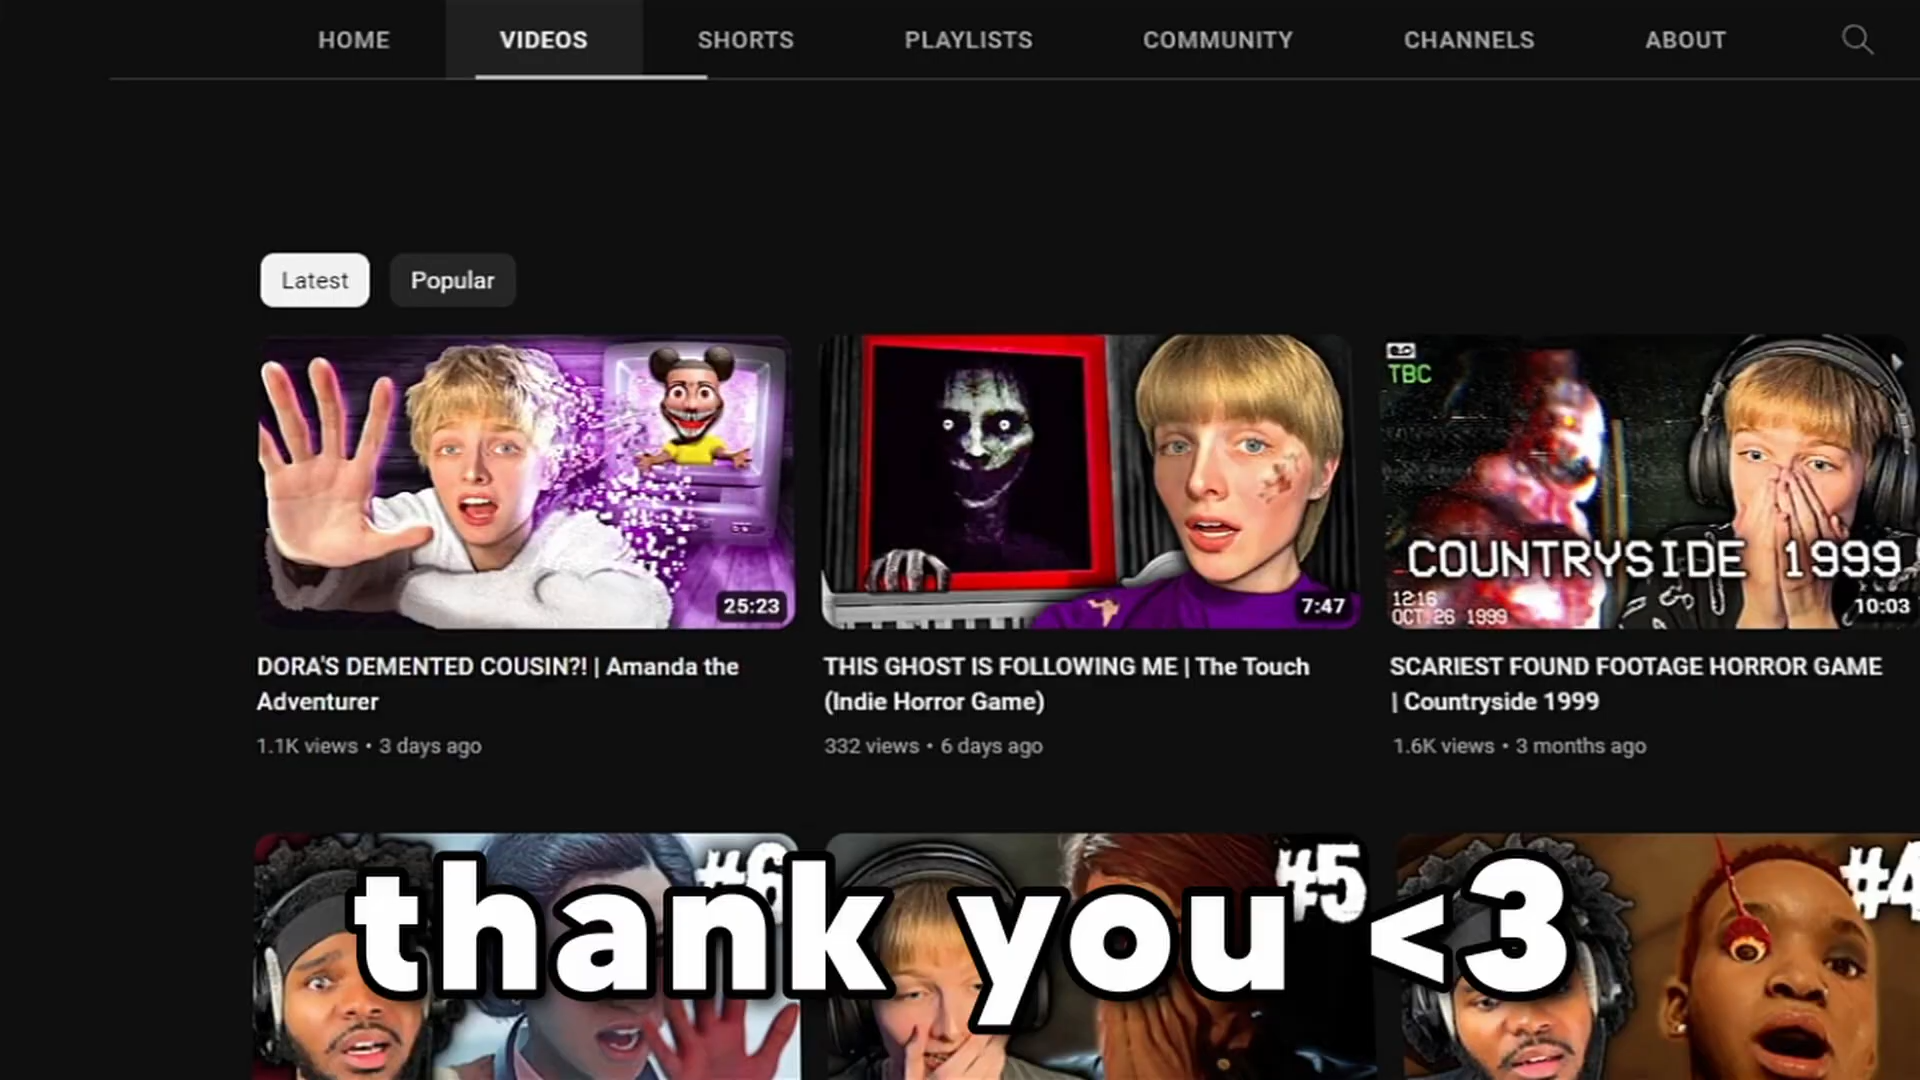 HOME VIDEOS SHORTS PLAYLISTS COMMUNITY CHANNELS ABOUT
Latest Popular
TBC
COUNTRYSIDE 1999
12:16
OCT.26 1999
25:23 7:47 10:03
DORA'S DEMENTED COUSIN?! | Amanda the
Adventurer
1.1K views • 3 days ago
THIS GHOST IS FOLLOWING ME | The Touch
(Indie Horror Game)
332 views • 6 days ago
SCARIEST FOUND FOOTAGE HORROR GAME
| Countryside 1999
1.6K views • 3 months ago
#6 #5 #4
thank you <3